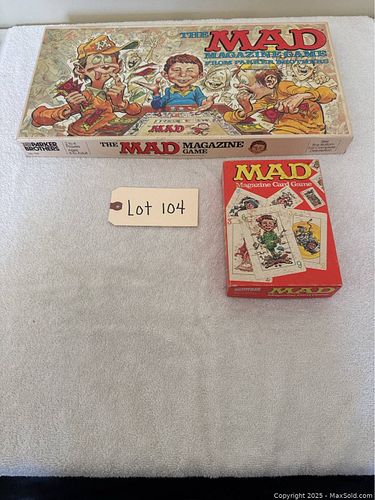 THE MAD
MAGAZINE GAME
FROM PARKER BROTHERS
MAD
PARKER
BROTHERS
THE MAD MAGAZINE
GAME
MAD
Magazine Card Game
Lot 104
MAD
Copyright © 2025 - MaxSold.com